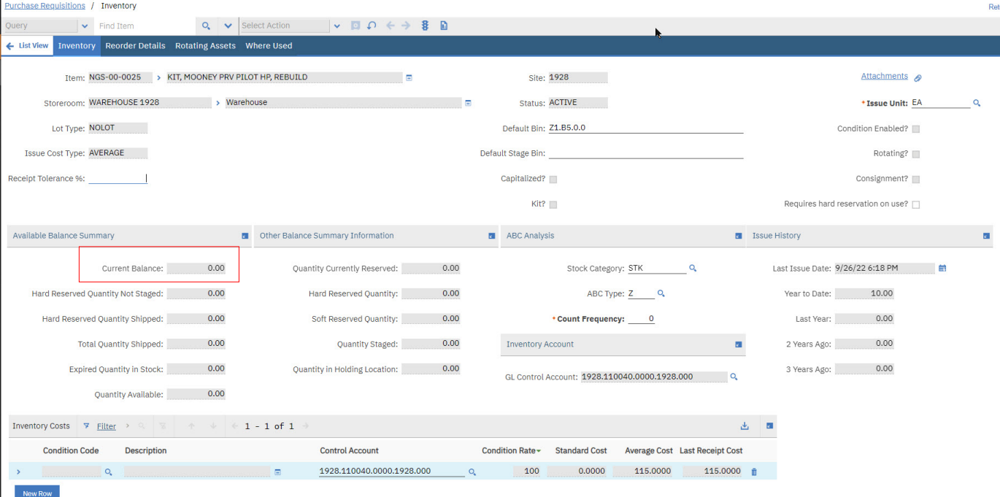 Purchase Requisitions / Inventory
Ret
Query Find Item Select Action
List View Inventory Reorder Details Rotating Assets Where Used
Item: NGS-00-0025 KIT, MOONEY PRV PILOT HP, REBUILD Site: 1928 Attachments
Storeroom: WAREHOUSE 1928 Warehouse Status: ACTIVE * Issue Unit: EA
Lot Type: NOLOT Default Bin: Z1.B5.0.0 Condition Enabled?
Issue Cost Type: AVERAGE Default Stage Bin: Rotating?
Receipt Tolerance %: Capitalized? Consignment?
Kit? Requires hard reservation on use?
Available Balance Summary Other Balance Summary Information ABC Analysis Issue History
Current Balance: 0.00 Quantity Currently Reserved: 0.00 Stock Category: STK Last Issue Date: 9/26/22 6:18 PM
Hard Reserved Quantity Not Staged: 0.00 Hard Reserved Quantity: 0.00 ABC Type: Z Year to Date: 10.00
Hard Reserved Quantity Shipped: 0.00 Soft Reserved Quantity: 0.00 * Count Frequency: 0 Last Year: 0.00
Total Quantity Shipped: 0.00 Quantity Staged: 0.00 Inventory Account 2 Years Ago: 0.00
Expired Quantity in Stock: 0.00 Quantity in Holding Location: 0.00 GL Control Account: 1928.110040.0000.1928.000 3 Years Ago: 0.00
Quantity Available: 0.00
Inventory Costs Filter 1 - 1 of 1
Condition Code Description Control Account Condition Rate Standard Cost Average Cost Last Receipt Cost
1928.110040.0000.1928.000 100 0.0000 115.0000 115.0000
New Row